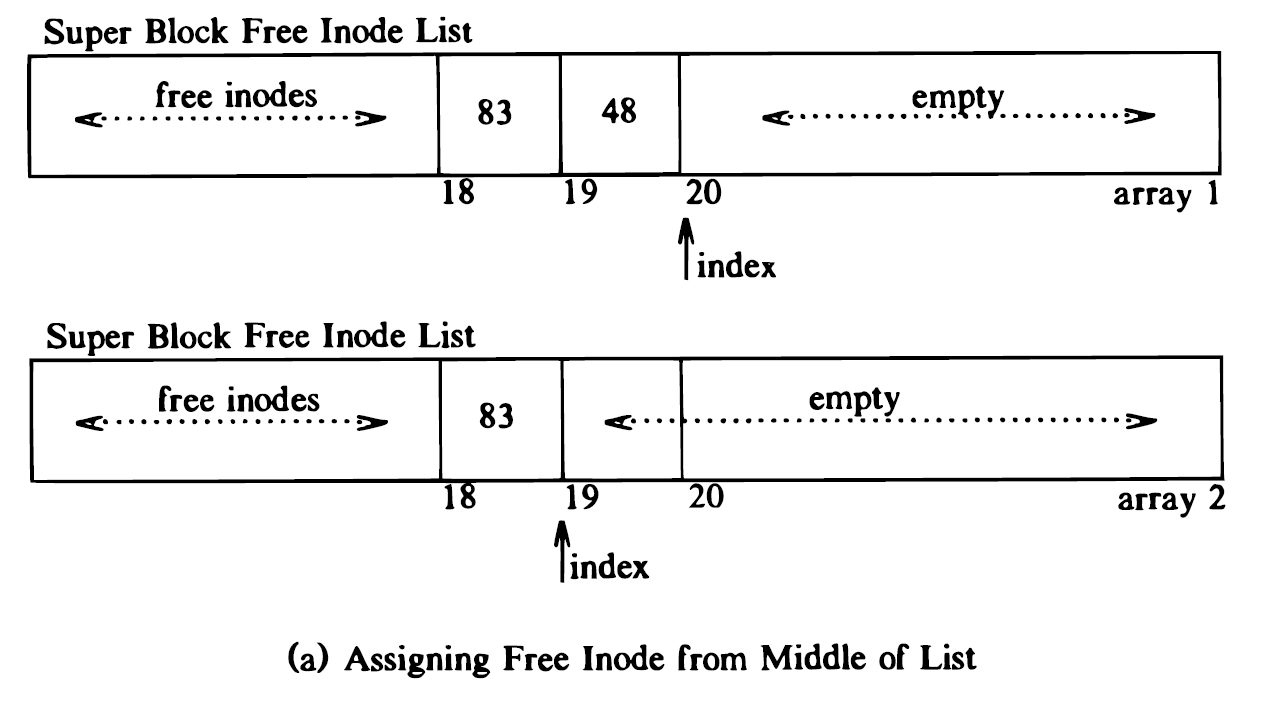 Super Block Free Inode List
free inodes 83 48 empty
18 19 20 array 1
index
Super Block Free Inode List
free inodes 83 empty
18 19 20 array 2
index
(a) Assigning Free Inode from Middle of List